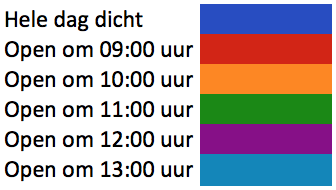 Hele dag dicht
Open om 09:00 uur
Open om 10:00 uur
Open om 11:00 uur
Open om 12:00 uur
Open om 13:00 uur